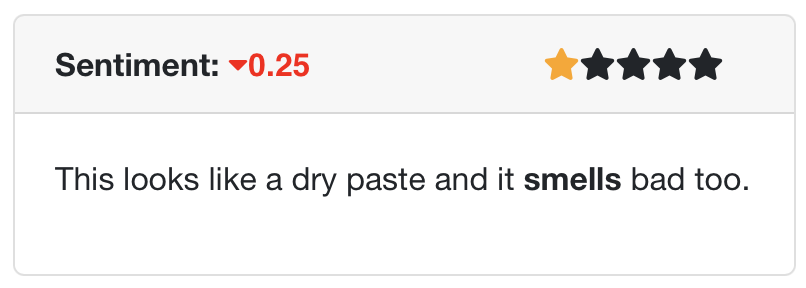 Sentiment: 0.25
This looks like a dry paste and it smells bad too.